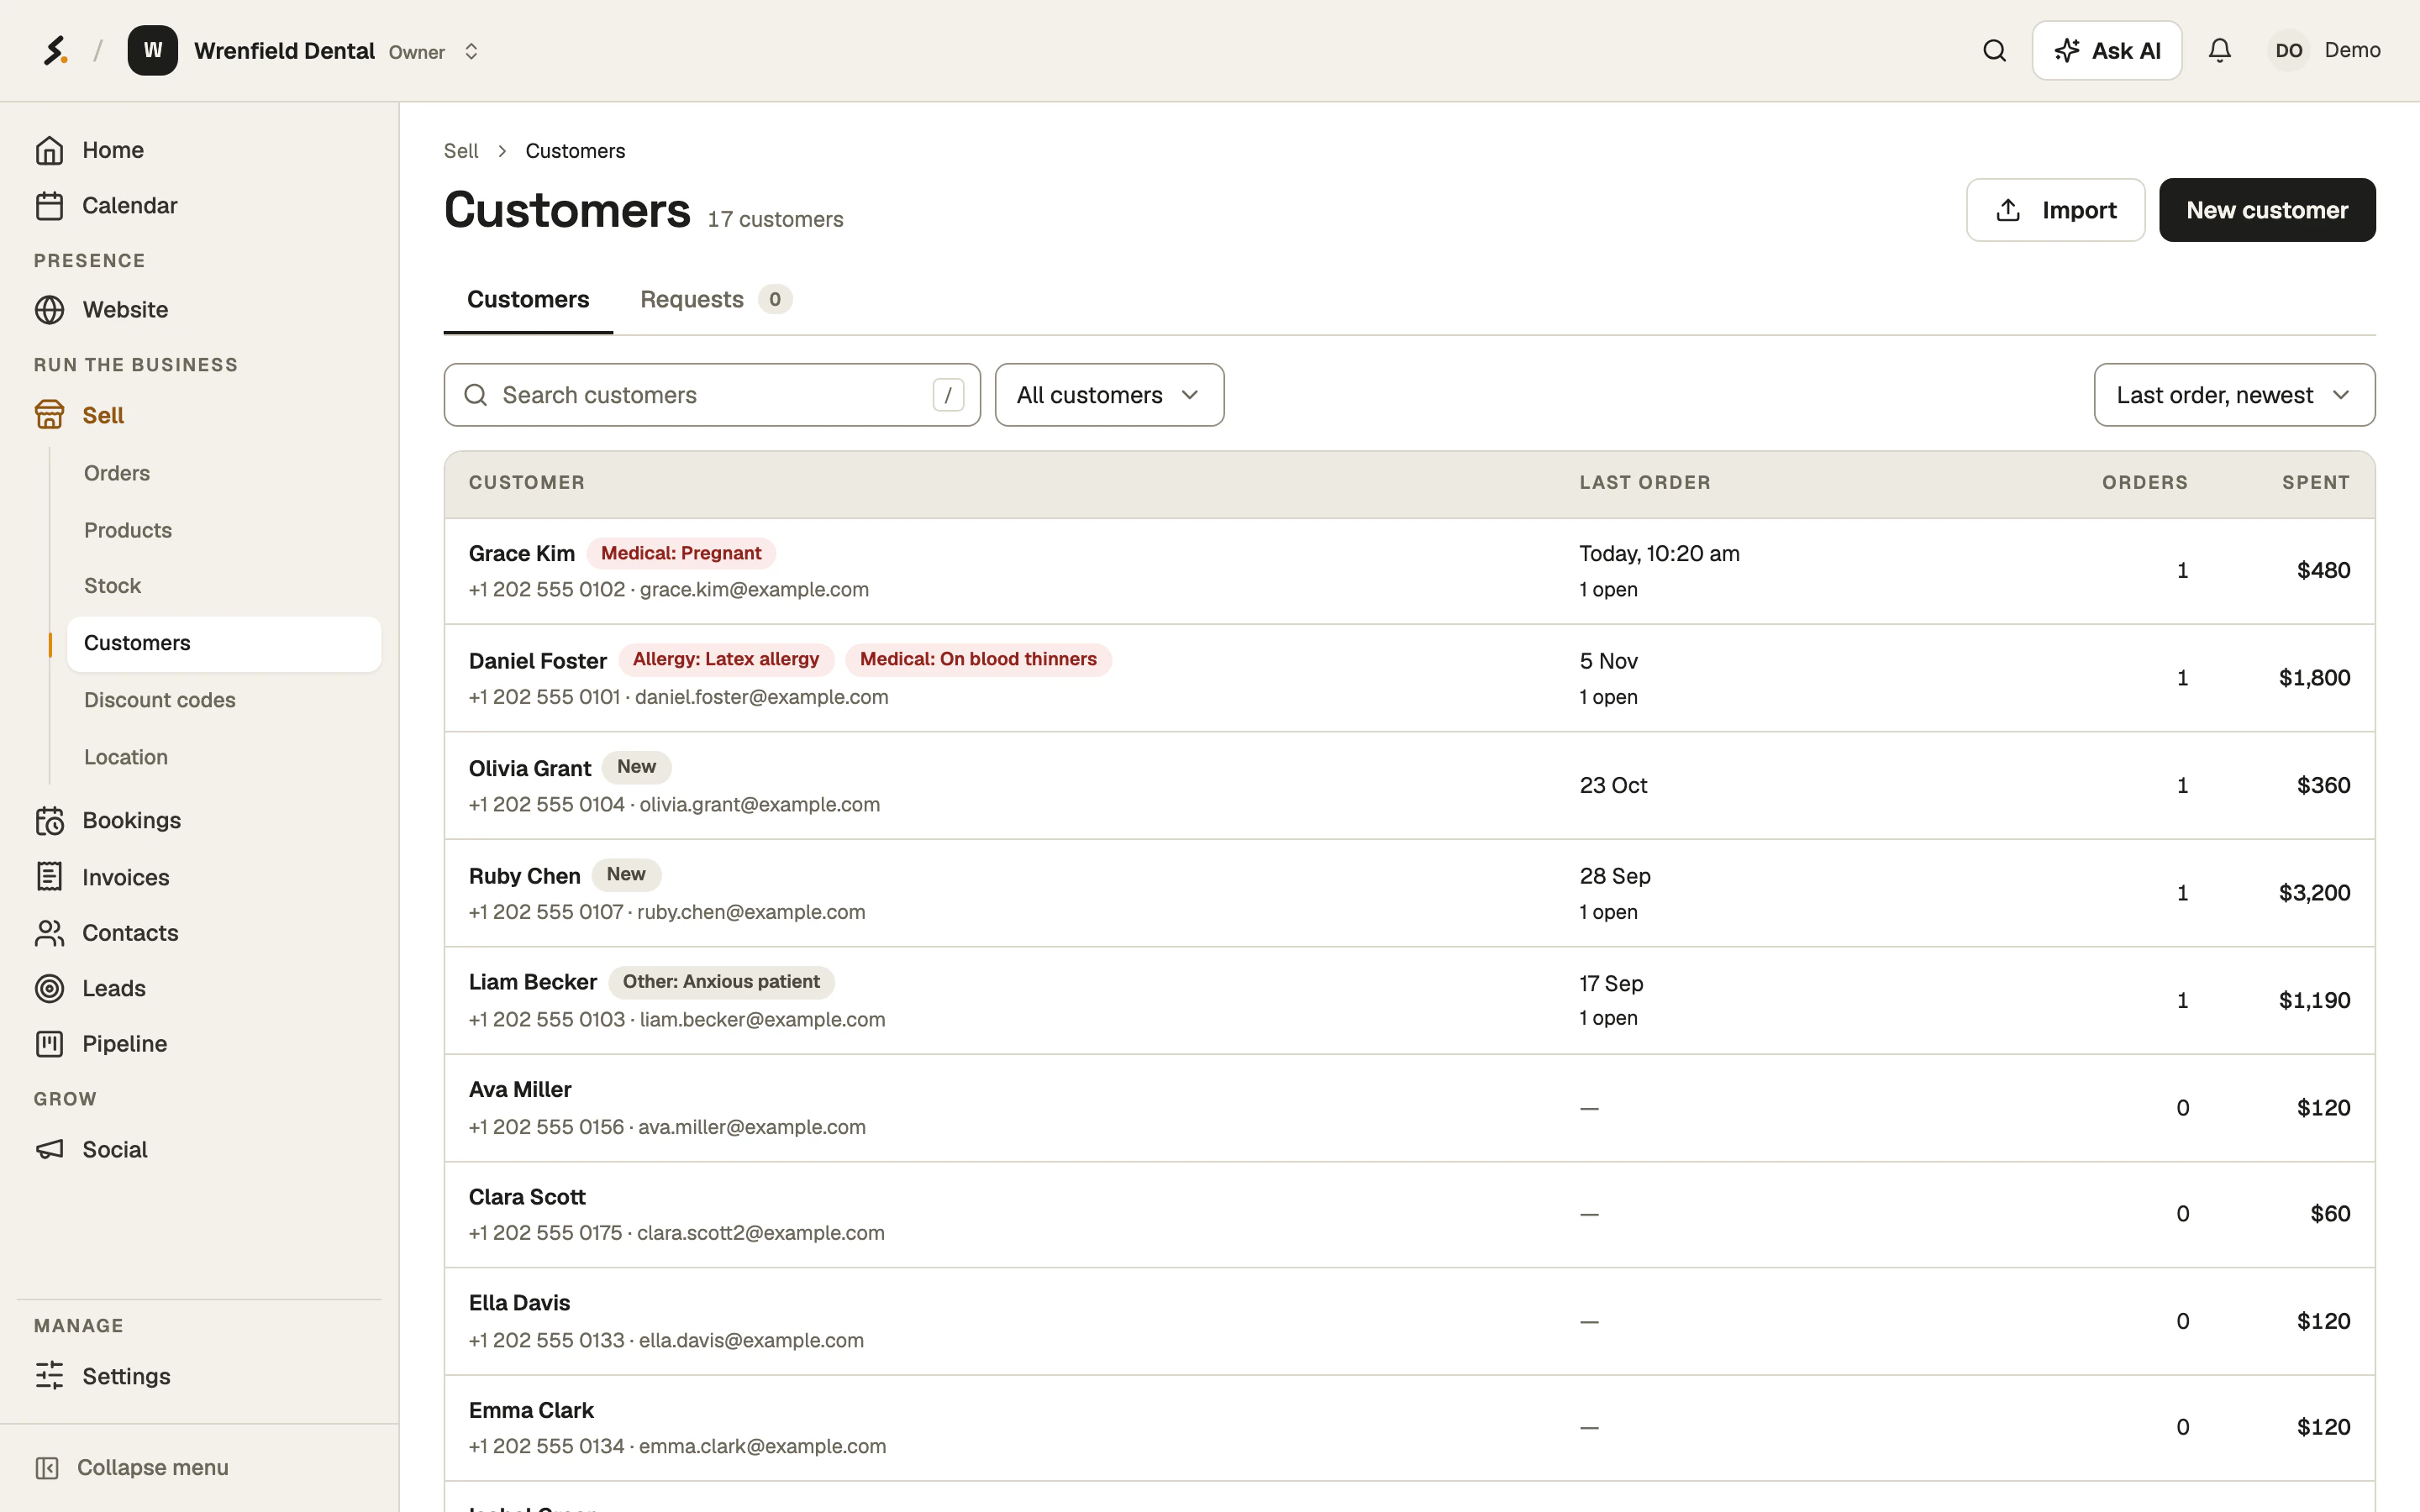 / W Wrenfield Dental Owner
Ask AI DO Demo
Home
Calendar
PRESENCE
Website
RUN THE BUSINESS
Sell
Orders
Products
Stock
Customers
Discount codes
Location
Bookings
Invoices
Contacts
Leads
Pipeline
GROW
Social
MANAGE
Settings
Collapse menu
Sell > Customers
Customers 17 customers
Import New customer
Customers Requests 0
Search customers / All customers Last order, newest
CUSTOMER LAST ORDER ORDERS SPENT
Grace Kim Medical: Pregnant Today, 10:20 am 1 $480
+1 202 555 0102 · grace.kim@example.com 1 open
Daniel Foster Allergy: Latex allergy Medical: On blood thinners 5 Nov 1 $1,800
+1 202 555 0101 · daniel.foster@example.com 1 open
Olivia Grant New 23 Oct 1 $360
+1 202 555 0104 · olivia.grant@example.com
Ruby Chen New 28 Sep 1 $3,200
+1 202 555 0107 · ruby.chen@example.com 1 open
Liam Becker Other: Anxious patient 17 Sep 1 $1,190
+1 202 555 0103 · liam.becker@example.com 1 open
Ava Miller — 0 $120
+1 202 555 0156 · ava.miller@example.com
Clara Scott — 0 $60
+1 202 555 0175 · clara.scott2@example.com
Ella Davis — 0 $120
+1 202 555 0133 · ella.davis@example.com
Emma Clark — 0 $120
+1 202 555 0134 · emma.clark@example.com